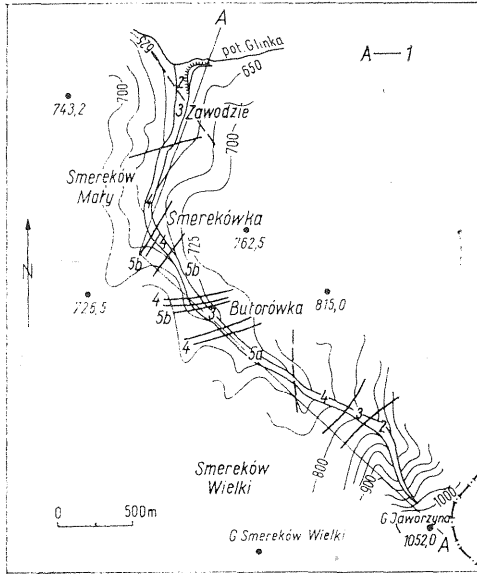 A
pot. Glinka
A — 1
625
650
2
3
743,2
700
Zawodzie
700
Smereków
Mały
4
Smerekówka
4
762,5
725
5b
5b
N
725,5
4
5b
3
Butorówka
815,0
4
5a
4
3
2
800
900
Smereków
Wielki
1000
0
500m
G.Jaworzyna
1052,0
A
G Smereków Wielki